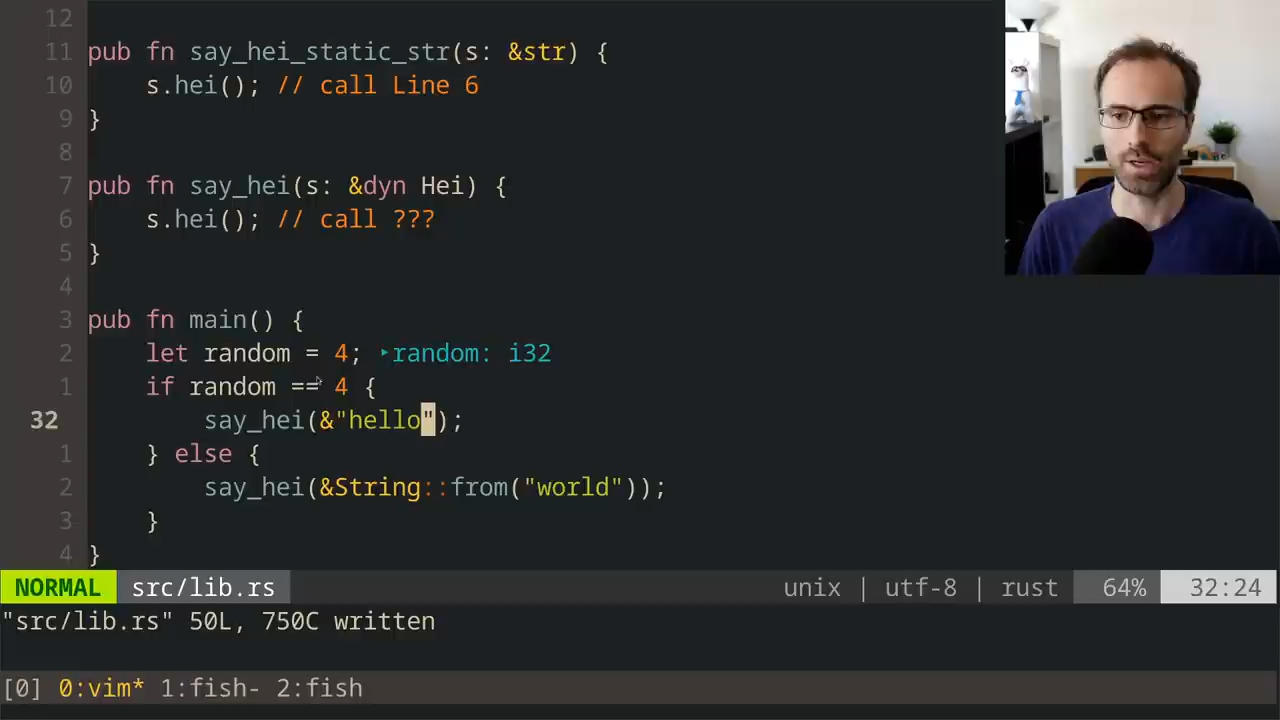 12
11 pub fn say_hei_static_str(s: &str) {
10     s.hei(); // call Line 6
9 }
8
7 pub fn say_hei(s: &dyn Hei) {
6     s.hei(); // call ???
5 }
4
3 pub fn main() {
2     let random = 4; ‣random: i32
1     if random == 4 {
32         say_hei(&"hello");
1     } else {
2         say_hei(&String::from("world"));
3     }
4 }
NORMAL src/lib.rs unix | utf-8 | rust 64% 32:24
"src/lib.rs" 50L, 750C written
[0] 0:vim* 1:fish- 2:fish